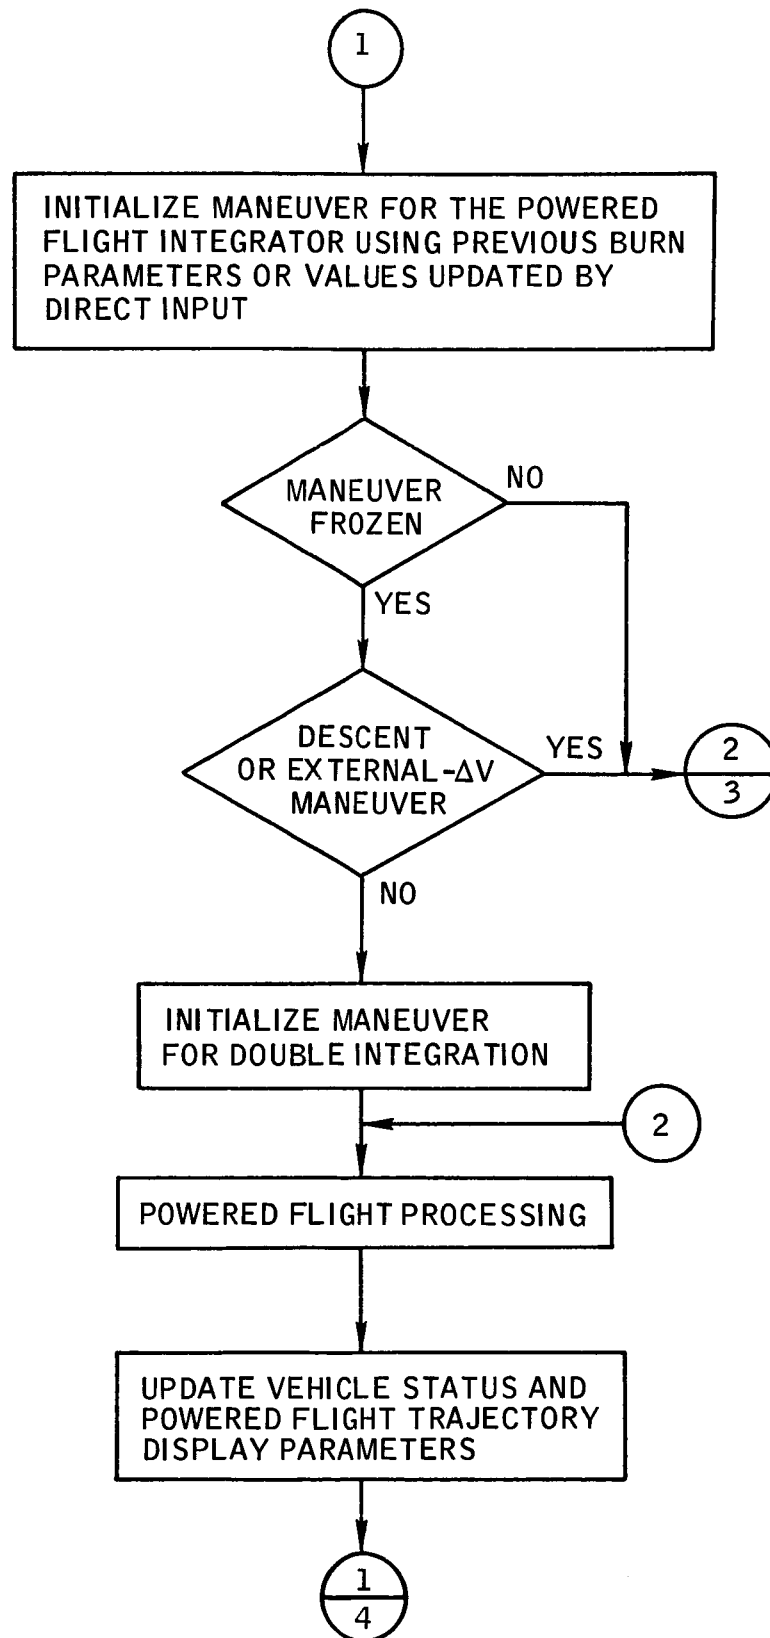 1
INITIALIZE MANEUVER FOR THE POWERED
FLIGHT INTEGRATOR USING PREVIOUS BURN
PARAMETERS OR VALUES UPDATED BY
DIRECT INPUT
MANEUVER
FROZEN
NO
YES
DESCENT
OR EXTERNAL-ΔV
MANEUVER
YES
2
3
NO
INITIALIZE MANEUVER
FOR DOUBLE INTEGRATION
2
POWERED FLIGHT PROCESSING
UPDATE VEHICLE STATUS AND
POWERED FLIGHT TRAJECTORY
DISPLAY PARAMETERS
1
4